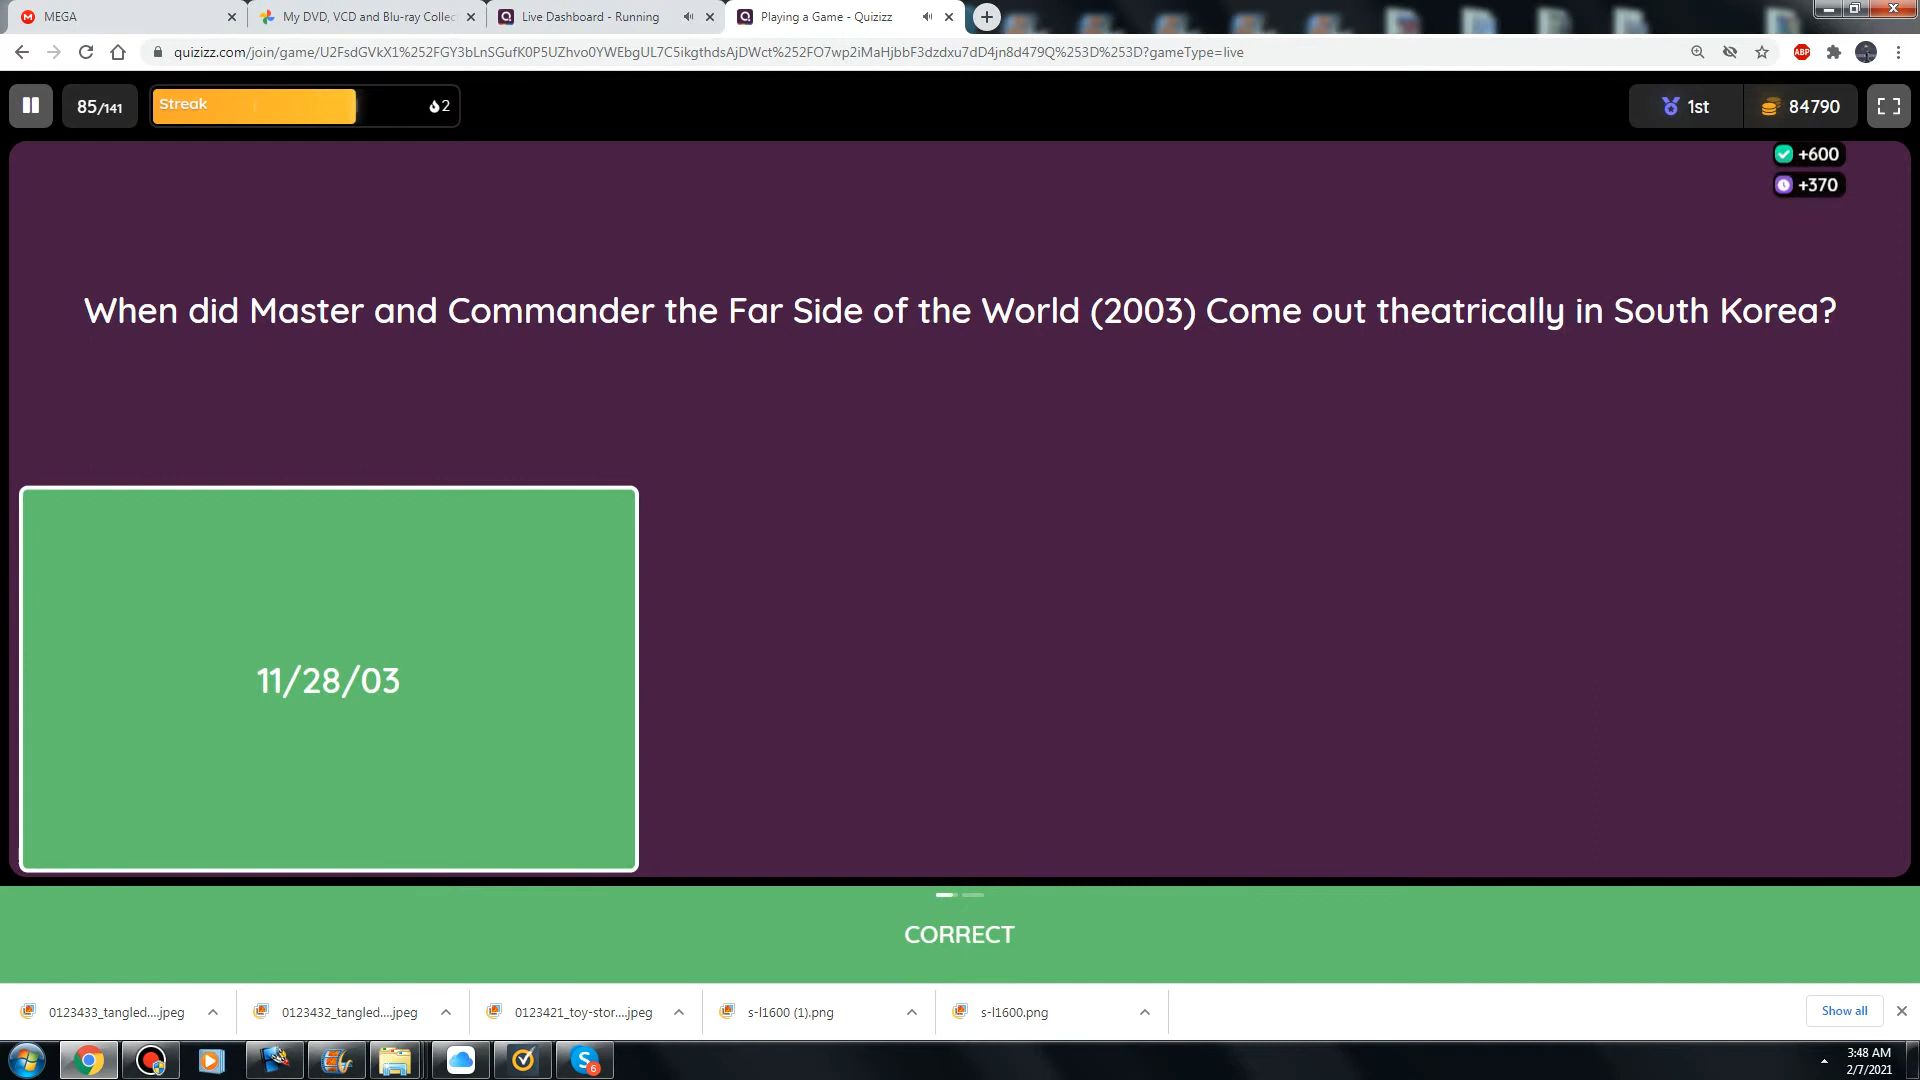 MEGA
My DVD, VCD and Blu-ray Collec
Live Dashboard - Running
Playing a Game - Quizizz
quizizz.com/join/game/U2FsdGVkX1%252FGY3bLnSGufK0P5UZhvo0YWEbgUL7C5ikgthdsAjDWct%252FO7wp2iMaHjbbF3dzdxu7dD4jn8d479Q%253D%253D?gameType=live
ABP
85/141
Streak
2
1st
84790
+600
+370
When did Master and Commander the Far Side of the World (2003) Come out theatrically in South Korea?
11/28/03
CORRECT
0123433_tangled....jpeg
0123432_tangled....jpeg
0123421_toy-stor....jpeg
s-l1600 (1).png
s-l1600.png
Show all
6
3:48 AM
2/7/2021